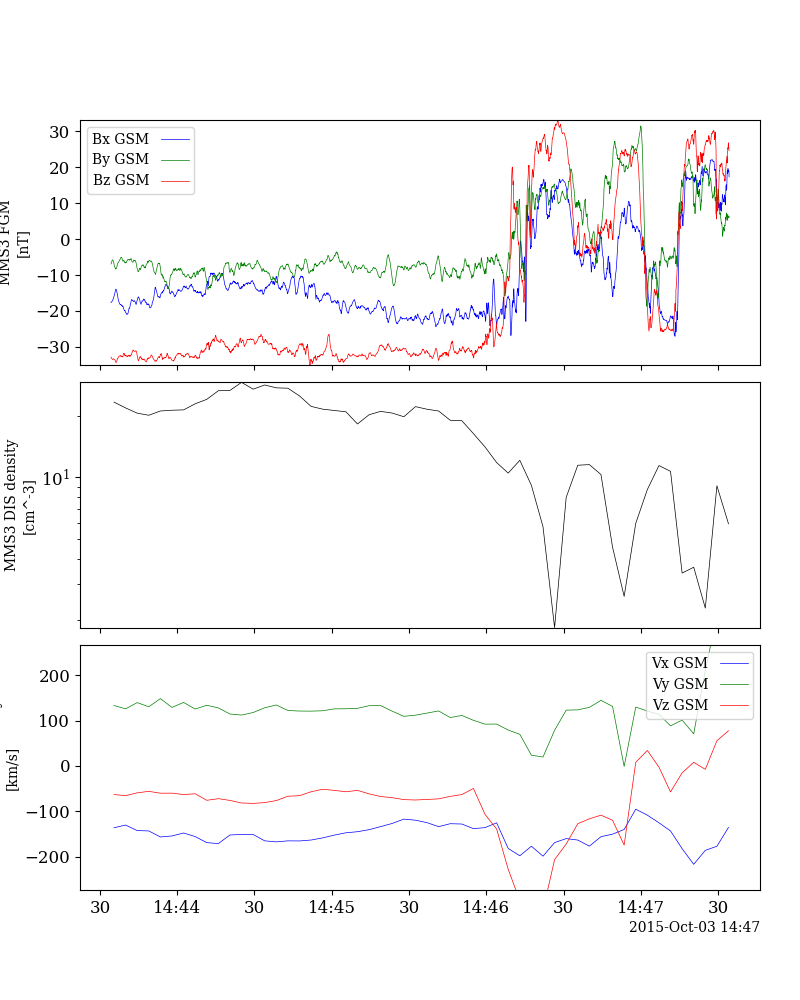 Bx GSM
By GSM
Bz GSM
30
20
10
0
−10
−20
−30
MMS3 FGM
[nT]
10^1
MMS3 DIS density
[cm^-3]
Vx GSM
Vy GSM
Vz GSM
200
100
0
−100
−200
[km/s]
30 14:44 30 14:45 30 14:46 30 14:47 30
2015-Oct-03 14:47